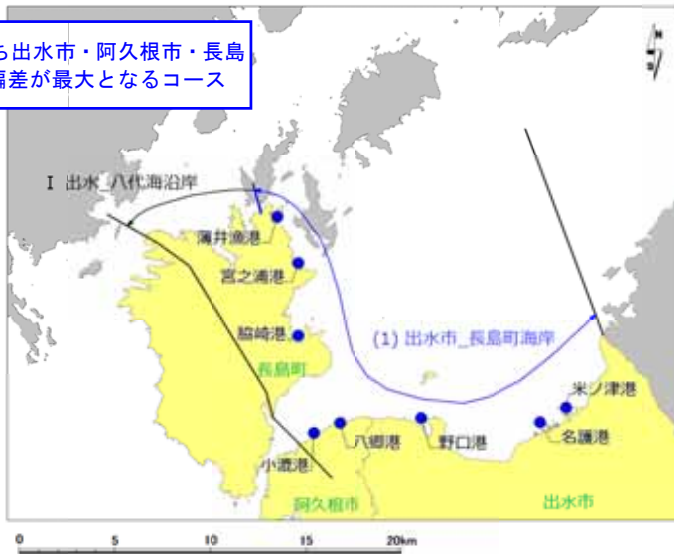 ち出水市・阿久根市・長島
偏差が最大となるコース
N
S
I 出水_八代海沿岸
薄井漁港
宮之浦港
脇崎港
(1) 出水市_長島町海岸
長島町
米ノ津港
八郷港
野口港
名護港
小漉港
阿久根市
出水市
0 5 10 15 20km